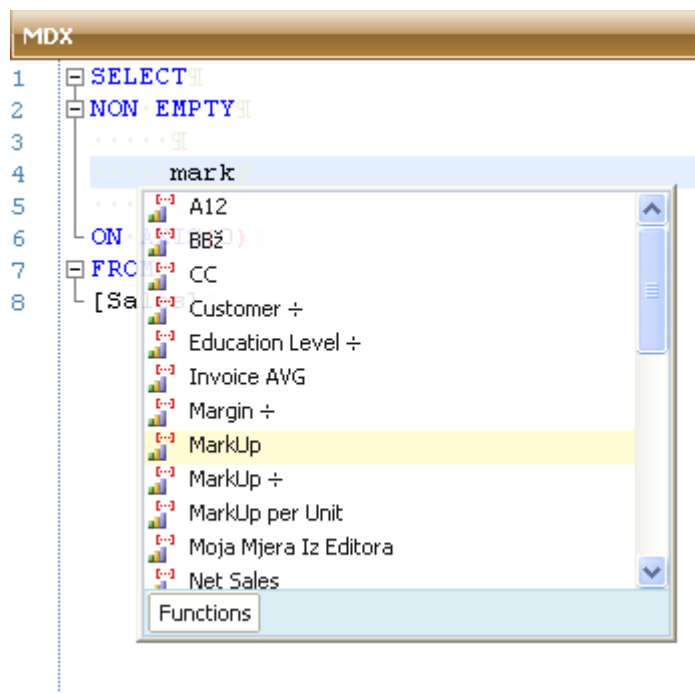 MDX
1 SELECT
2 NON EMPTY
3
4 mark
5
6 ON
7 FROM
8 [Sal
A12
BBž
CC
Customer ÷
Education Level ÷
Invoice AVG
Margin ÷
MarkUp
MarkUp ÷
MarkUp per Unit
Moja Mjera Iz Editora
Net Sales
Functions